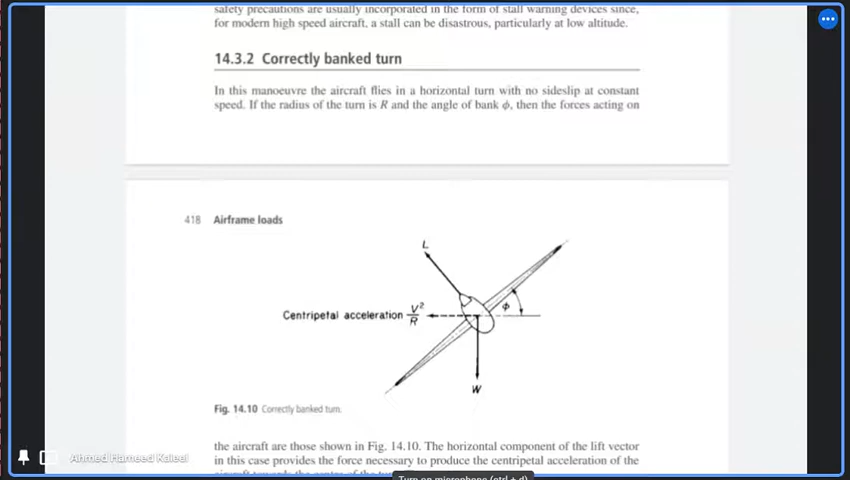 safety precautions are usually incorporated in the form of stall warning devices since,
for modern high speed aircraft, a stall can be disastrous, particularly at low altitude.
14.3.2 Correctly banked turn
In this manoeuvre the aircraft flies in a horizontal turn with no sideslip at constant
speed. If the radius of the turn is R and the angle of bank ϕ, then the forces acting on
418 Airframe loads
L
Centripetal acceleration V²/R
ϕ
W
Fig. 14.10 Correctly banked turn.
the aircraft are those shown in Fig. 14.10. The horizontal component of the lift vector
in this case provides the force necessary to produce the centripetal acceleration of the
Ahmed Hameed Kaleel
Turn on microphone (ctrl + d)